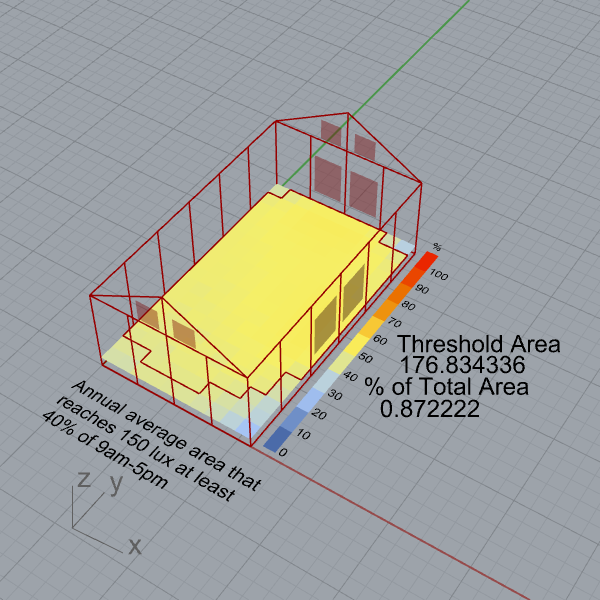 %
100
90
80
70
60
50
40
30
20
10
0
Threshold Area
176.834336
% of Total Area
0.872222
Annual average area that
reaches 150 lux at least
40% of 9am-5pm
z
y
x